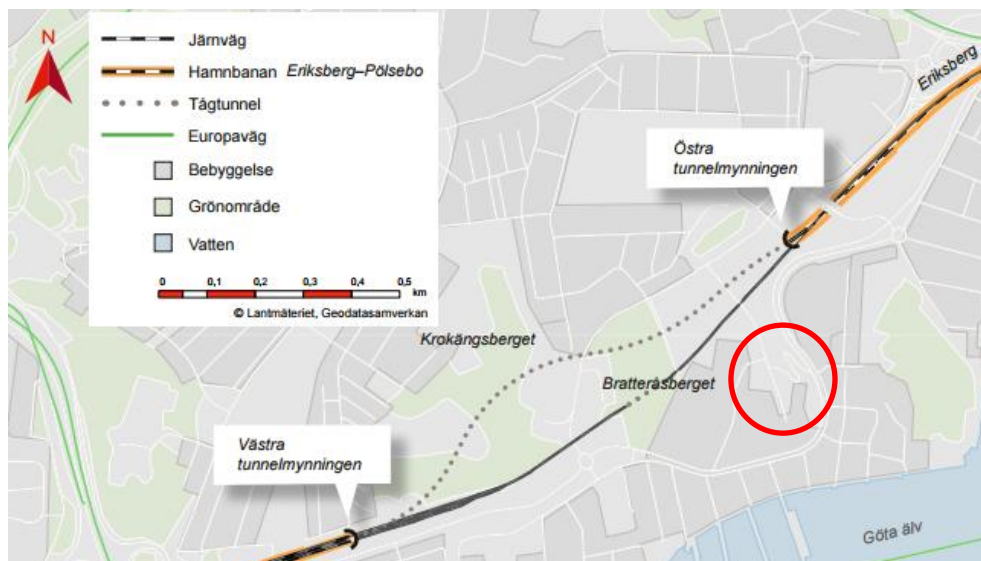 N
Järnväg
Hamnbanan Eriksberg–Pölsebo
Tågtunnel
Europaväg
Bebyggelse
Grönområde
Vatten
0 0,1 0,2 0,3 0,4 0,5
km
© Lantmäteriet, Geodatasamverkan
Eriksberg
Östra
tunnelmynningen
Krokängsberget
Bratteråsberget
Västra
tunnelmynningen
Göta älv